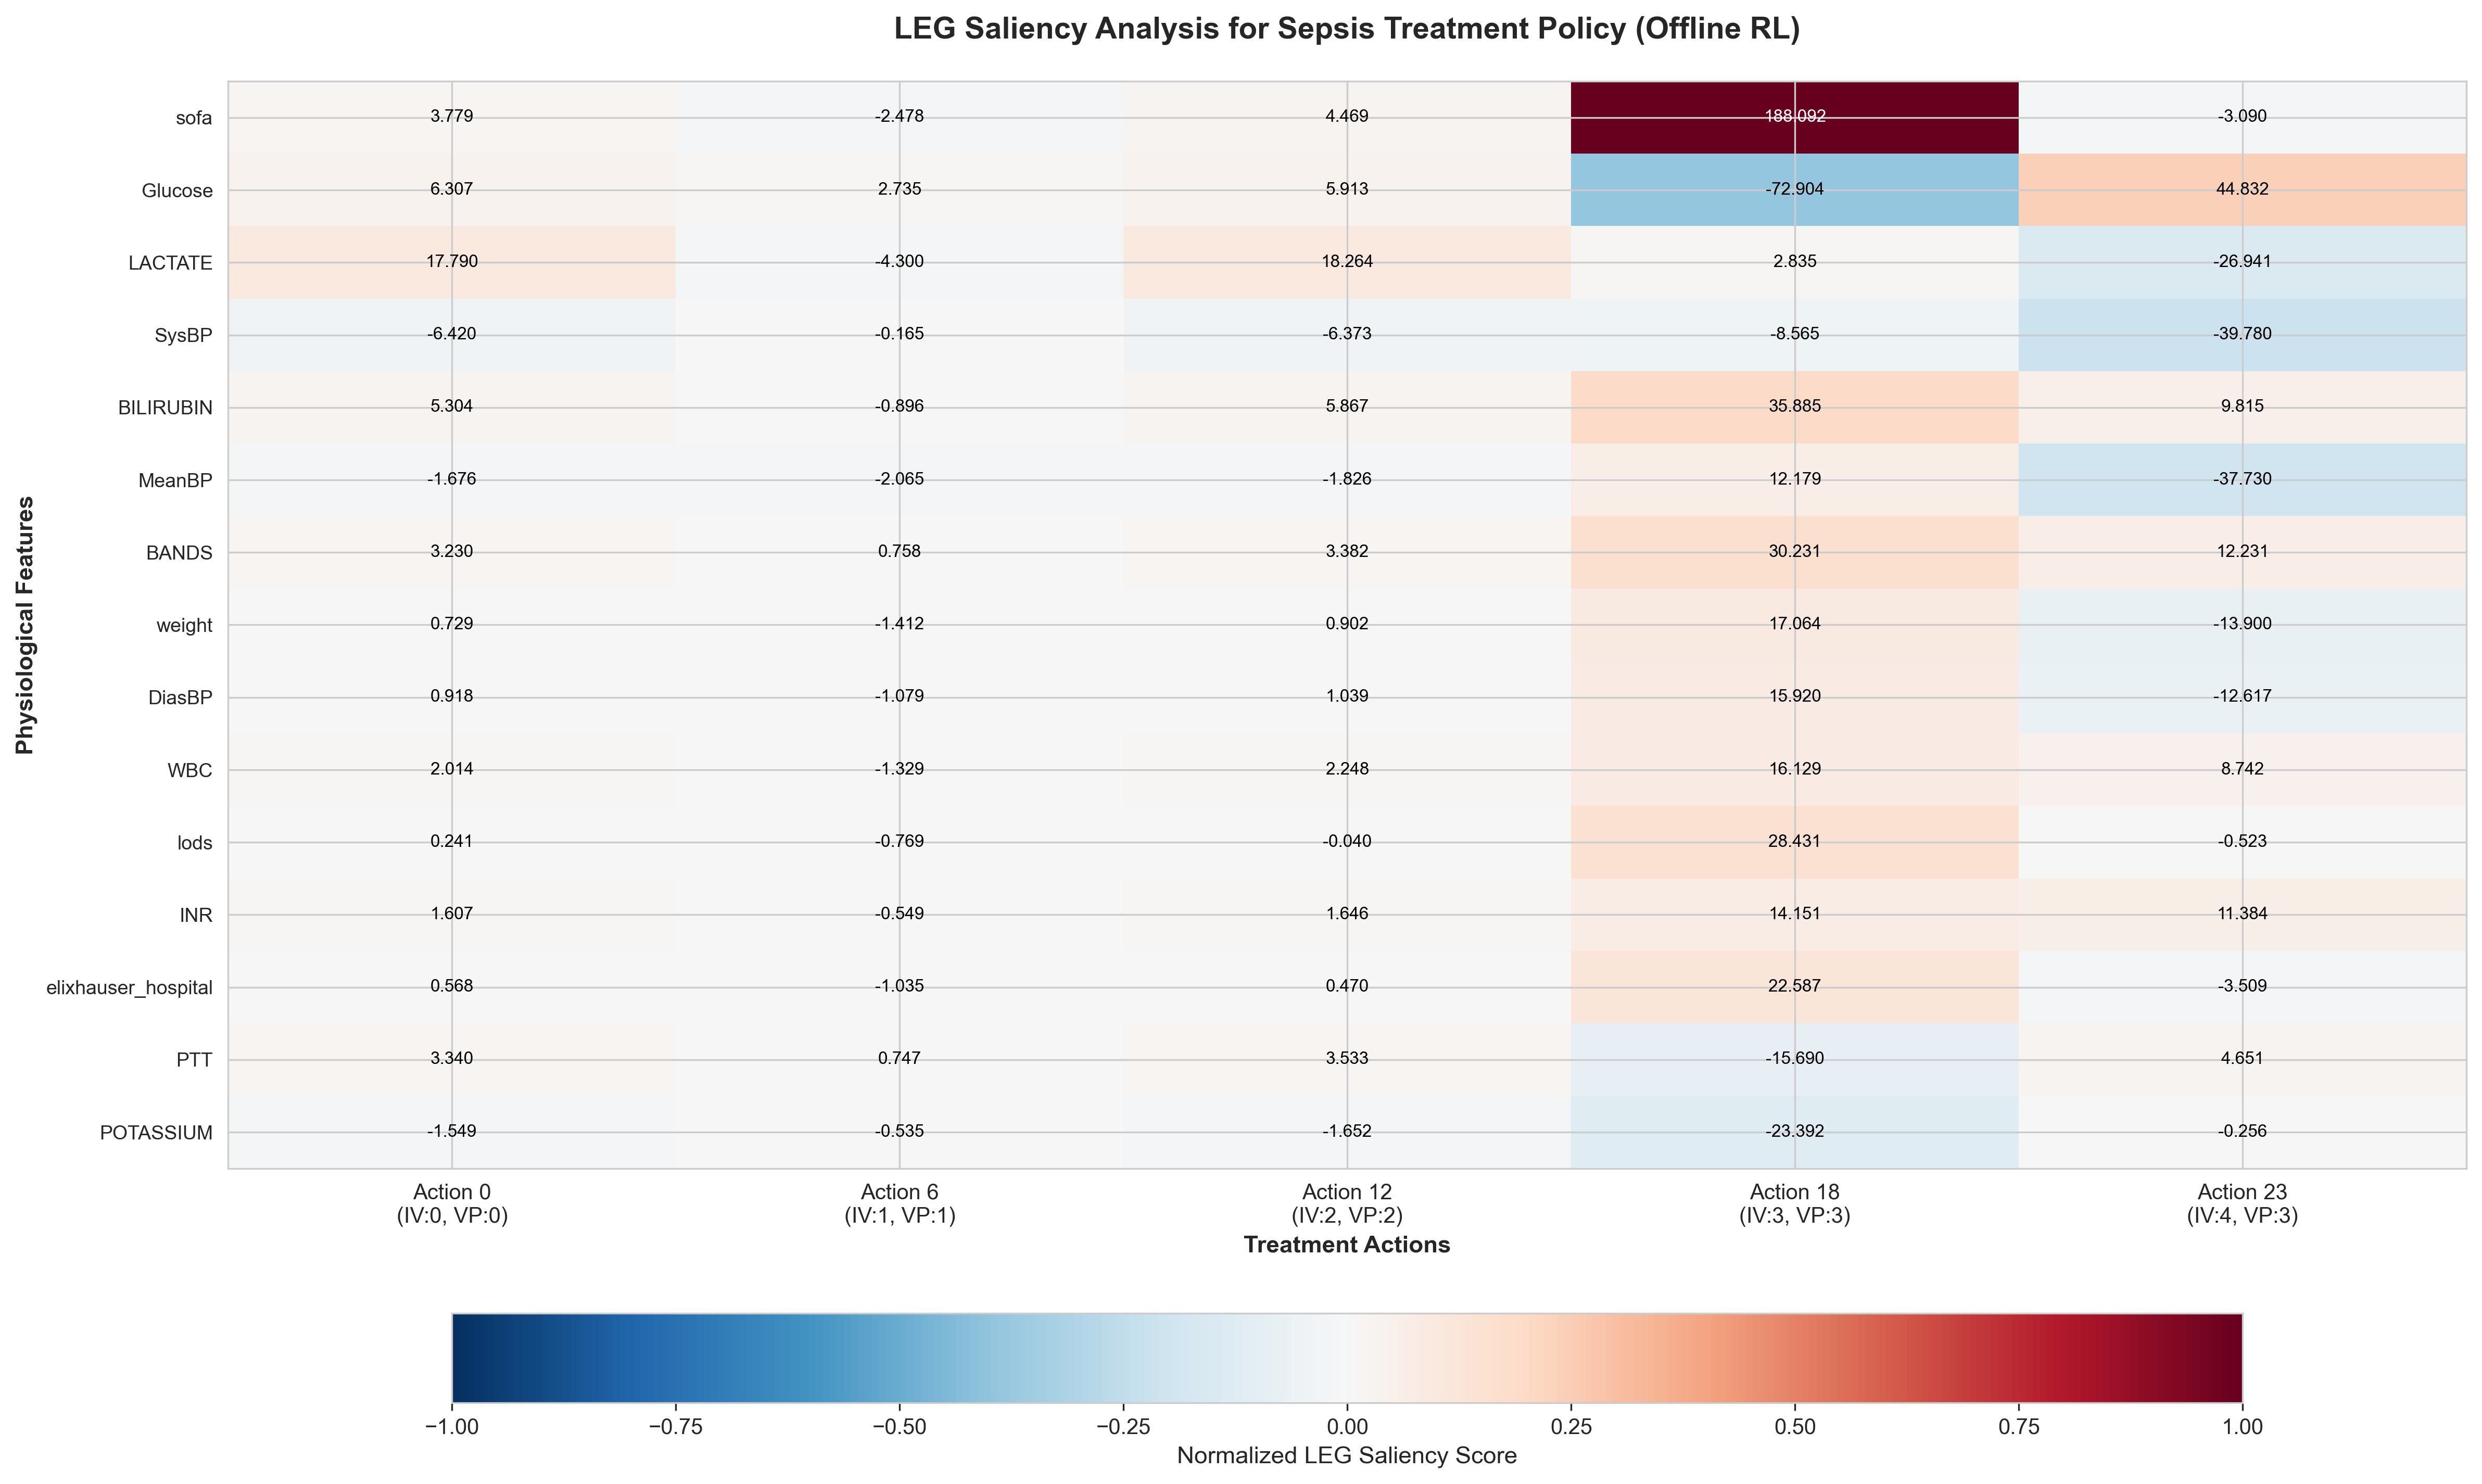 LEG Saliency Analysis for Sepsis Treatment Policy (Offline RL)
Physiological Features
sofa 3.779 -2.478 4.469 188.092 -3.090
Glucose 6.307 2.735 5.913 -72.904 44.832
LACTATE 17.790 -4.300 18.264 2.835 -26.941
SysBP -6.420 -0.165 -6.373 -8.565 -39.780
BILIRUBIN 5.304 -0.896 5.867 35.885 9.815
MeanBP -1.676 -2.065 -1.826 12.179 -37.730
BANDS 3.230 0.758 3.382 30.231 12.231
weight 0.729 -1.412 0.902 17.064 -13.900
DiasBP 0.918 -1.079 1.039 15.920 -12.617
WBC 2.014 -1.329 2.248 16.129 8.742
lods 0.241 -0.769 -0.040 28.431 -0.523
INR 1.607 -0.549 1.646 14.151 11.384
elixhauser_hospital 0.568 -1.035 0.470 22.587 -3.509
PTT 3.340 0.747 3.533 -15.690 4.651
POTASSIUM -1.549 -0.535 -1.652 -23.392 -0.256
Action 0 Action 6 Action 12 Action 18 Action 23
(IV:0, VP:0) (IV:1, VP:1) (IV:2, VP:2) (IV:3, VP:3) (IV:4, VP:3)
Treatment Actions
−1.00 −0.75 −0.50 −0.25 0.00 0.25 0.50 0.75 1.00
Normalized LEG Saliency Score